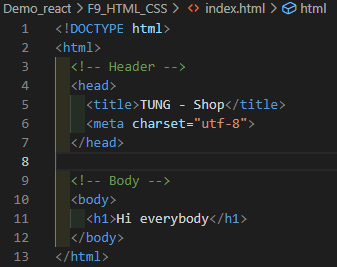 Demo_react > F9_HTML_CSS > index.html > html
1 <!DOCTYPE html>
2 <html>
3 <!-- Header -->
4 <head>
5 <title>TUNG - Shop</title>
6 <meta charset="utf-8">
7 </head>
8
9 <!-- Body -->
10 <body>
11 <h1>Hi everybody</h1>
12 </body>
13 </html>